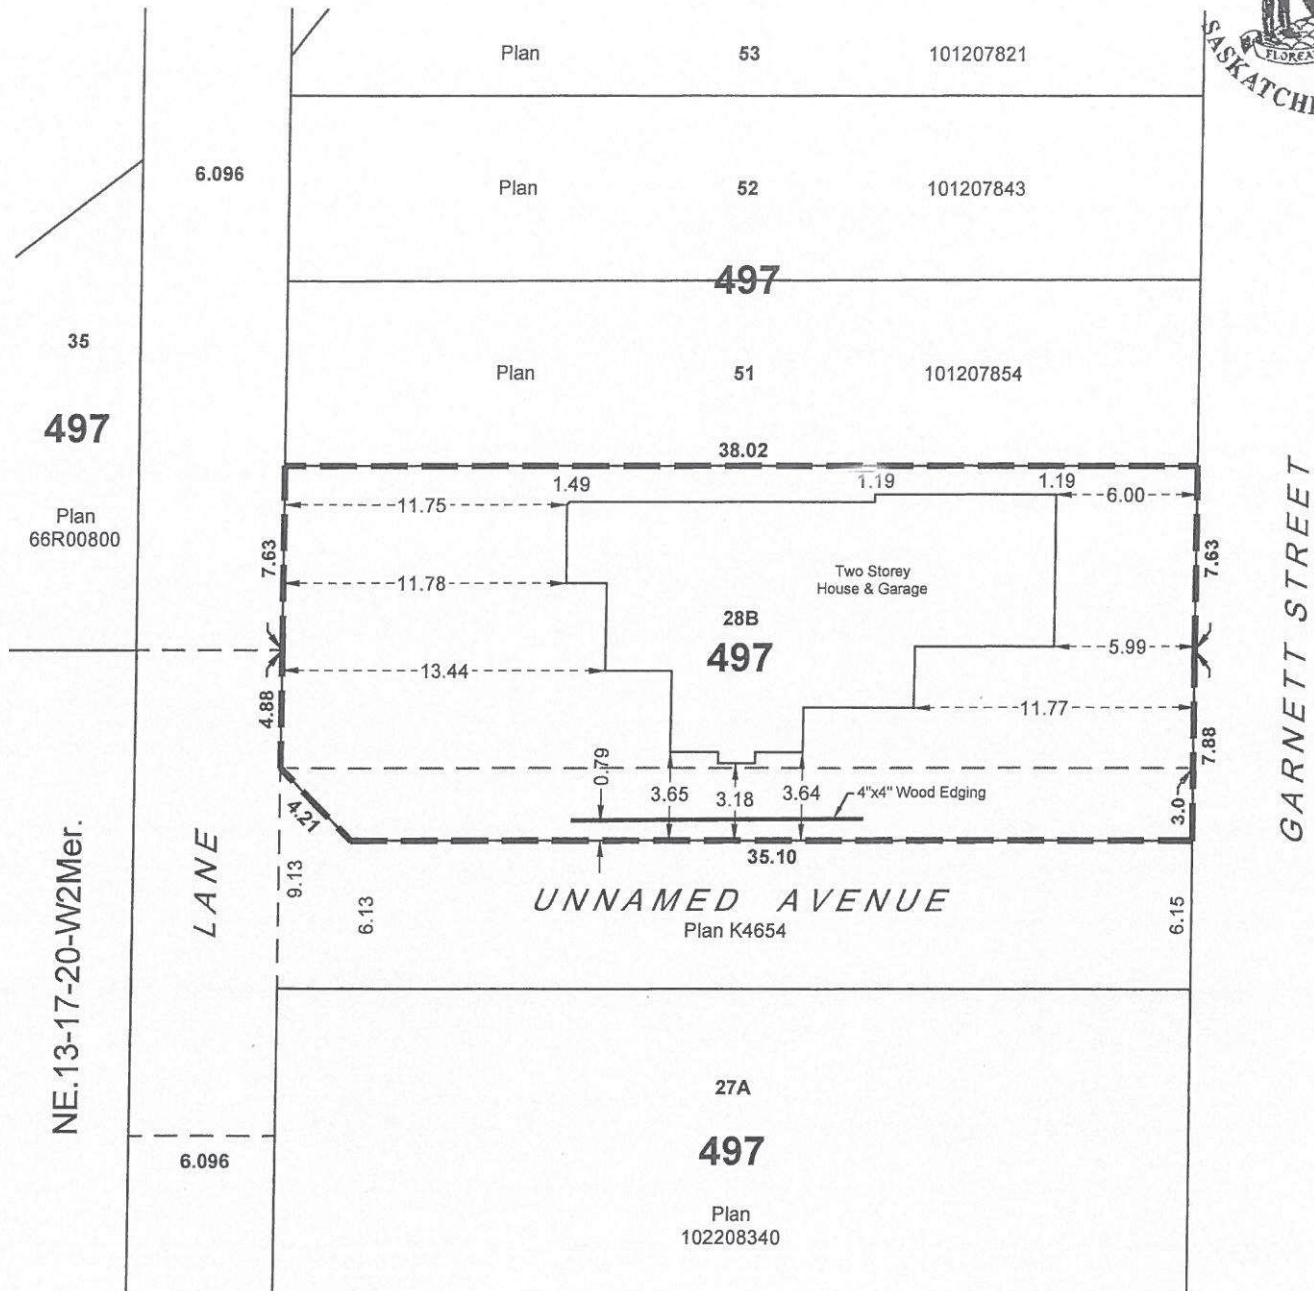 Plan 53 101207821
FLOREA
SASKATCHE
6.096
Plan 52 101207843
497
35
Plan 51 101207854
497
38.02
1.49 1.19 1.19
11.75 6.00
Plan
66R00800
7.63
7.63
11.78
Two Storey
House & Garage
28B
497
5.99
13.44
4.88
11.77
7.88
0.79
3.65 3.18 3.64
4"x4" Wood Edging
3.0
4.21
35.10
GARNETT STREET
LANE
9.13
6.13
UNNAMED AVENUE
Plan K4654
6.15
NE.13-17-20-W2Mer.
27A
497
6.096
Plan
102208340